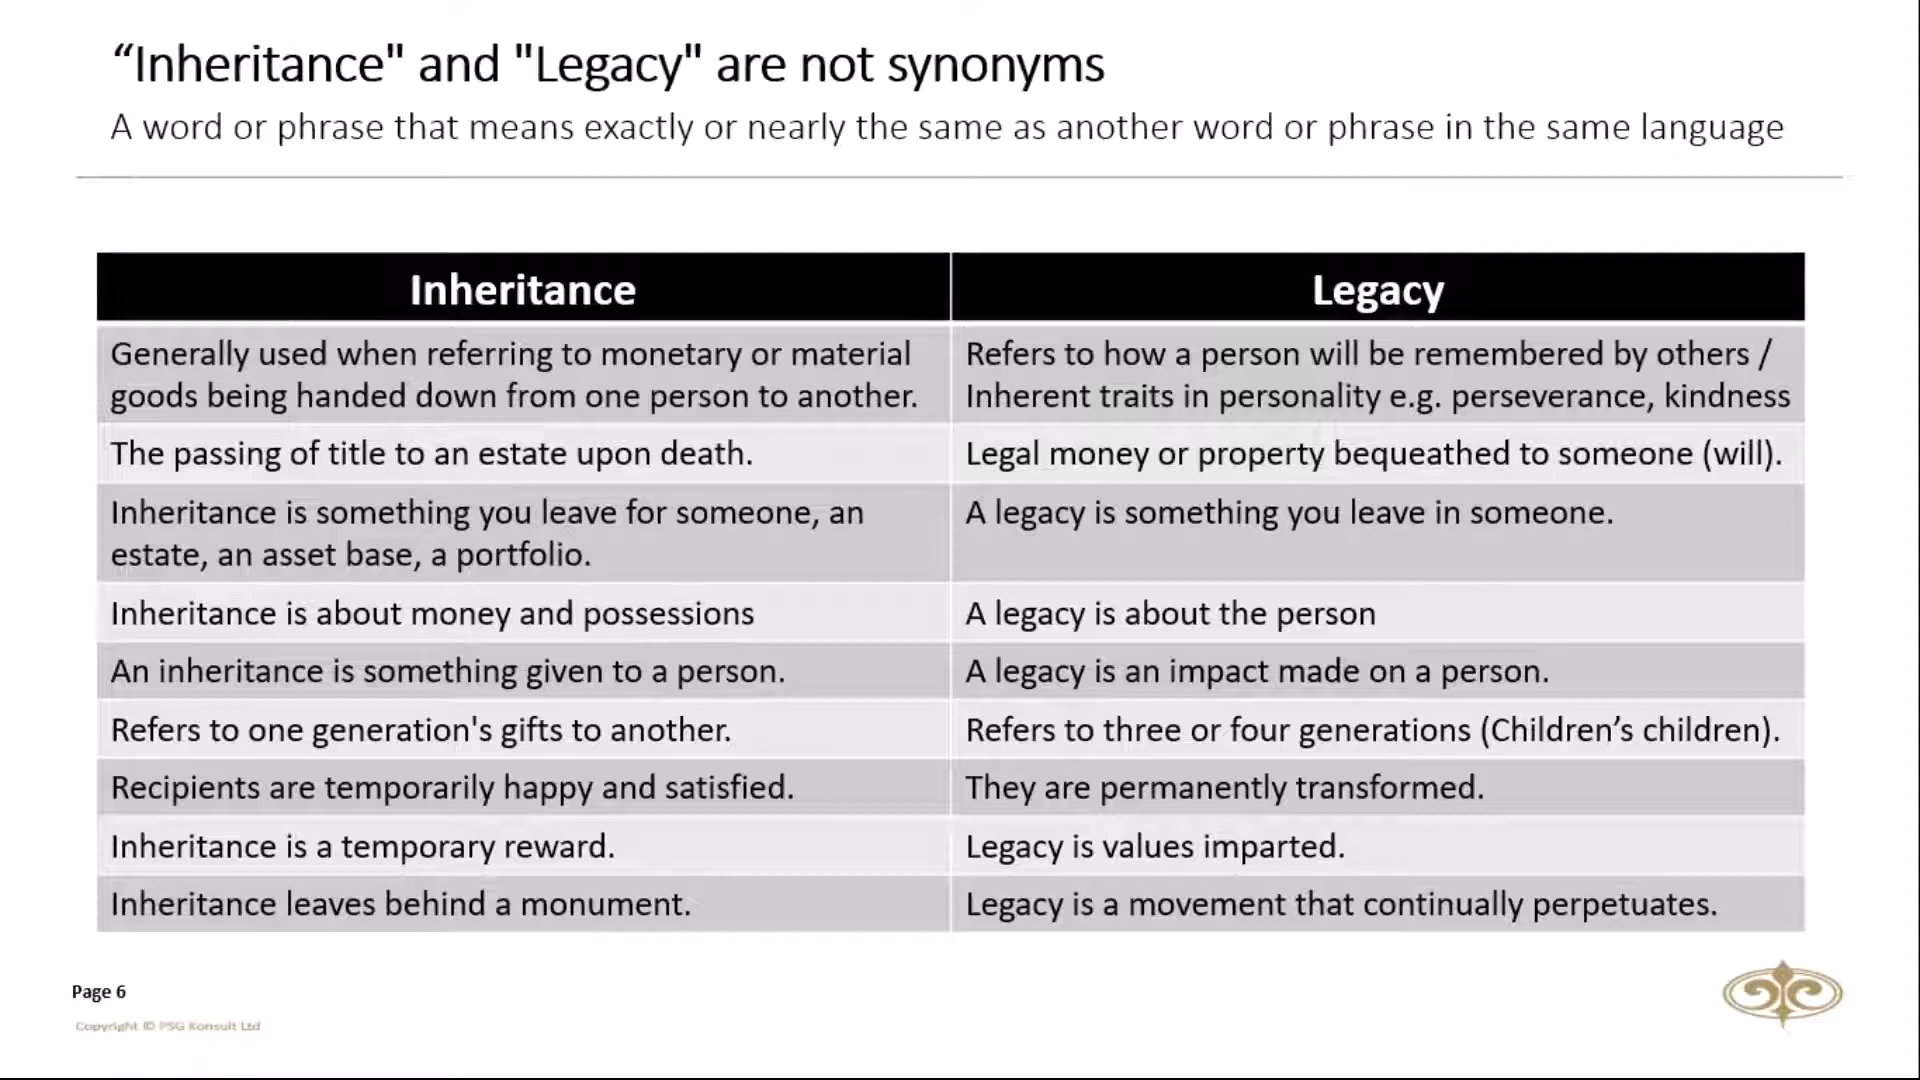 “Inheritance" and "Legacy" are not synonyms
A word or phrase that means exactly or nearly the same as another word or phrase in the same language
Inheritance
Legacy
Generally used when referring to monetary or material
goods being handed down from one person to another.
Refers to how a person will be remembered by others /
Inherent traits in personality e.g. perseverance, kindness
The passing of title to an estate upon death.
Legal money or property bequeathed to someone (will).
Inheritance is something you leave for someone, an
estate, an asset base, a portfolio.
A legacy is something you leave in someone.
Inheritance is about money and possessions
A legacy is about the person
An inheritance is something given to a person.
A legacy is an impact made on a person.
Refers to one generation's gifts to another.
Refers to three or four generations (Children’s children).
Recipients are temporarily happy and satisfied.
They are permanently transformed.
Inheritance is a temporary reward.
Legacy is values imparted.
Inheritance leaves behind a monument.
Legacy is a movement that continually perpetuates.
Page 6
Copyright © PSG Konsult Ltd